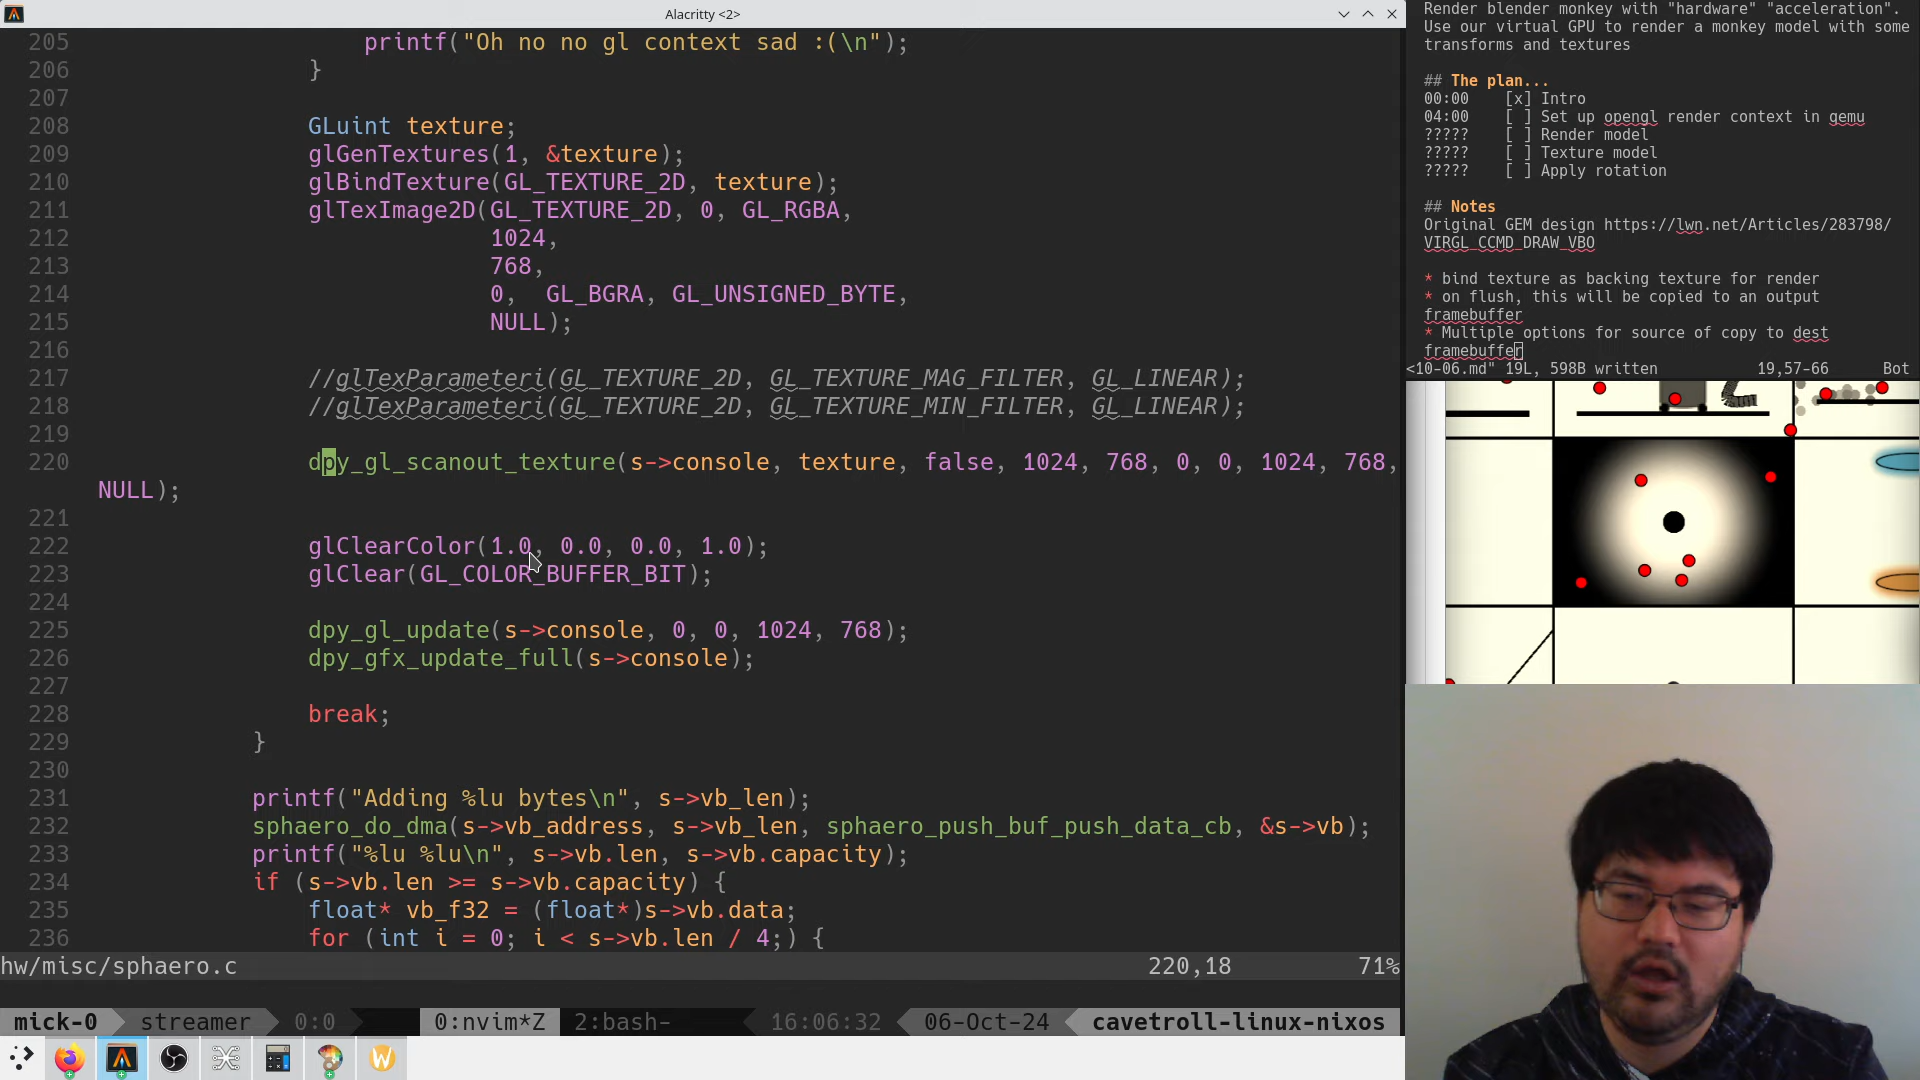 Alacritty <2>
205 printf("Oh no no gl context sad :(\n");
206 }
207
208 GLuint texture;
209 glGenTextures(1, &texture);
210 glBindTexture(GL_TEXTURE_2D, texture);
211 glTexImage2D(GL_TEXTURE_2D, 0, GL_RGBA,
212 1024,
213 768,
214 0, GL_BGRA, GL_UNSIGNED_BYTE,
215 NULL);
216
217 //glTexParameteri(GL_TEXTURE_2D, GL_TEXTURE_MAG_FILTER, GL_LINEAR);
218 //glTexParameteri(GL_TEXTURE_2D, GL_TEXTURE_MIN_FILTER, GL_LINEAR);
219
220 dpy_gl_scanout_texture(s->console, texture, false, 1024, 768, 0, 0, 1024, 768,
NULL);
221
222 glClearColor(1.0, 0.0, 0.0, 1.0);
223 glClear(GL_COLOR_BUFFER_BIT);
224
225 dpy_gl_update(s->console, 0, 0, 1024, 768);
226 dpy_gfx_update_full(s->console);
227
228 break;
229 }
230
231 printf("Adding %lu bytes\n", s->vb_len);
232 sphaero_do_dma(s->vb_address, s->vb_len, sphaero_push_buf_push_data_cb, &s->vb);
233 printf("%lu %lu\n", s->vb.len, s->vb.capacity);
234 if (s->vb.len >= s->vb.capacity) {
235 float* vb_f32 = (float*)s->vb.data;
236 for (int i = 0; i < s->vb.len / 4;) {
hw/misc/sphaero.c 220,18 71%
mick-0 streamer 0:0 0:nvim*Z 2:bash- 16:06:32 06-Oct-24 cavetroll-linux-nixos
Render blender monkey with "hardware" "acceleration".
Use our virtual GPU to render a monkey model with some
transforms and textures
## The plan...
00:00 [x] Intro
04:00 [ ] Set up opengl render context in qemu
????? [ ] Render model
????? [ ] Texture model
????? [ ] Apply rotation
## Notes
Original GEM design https://lwn.net/Articles/283798/
VIRGL_CCMD_DRAW_VBO
* bind texture as backing texture for render
* on flush, this will be copied to an output
framebuffer
* Multiple options for source of copy to dest
framebuffer
<10-06.md" 19L, 598B written 19,57-66 Bot
W